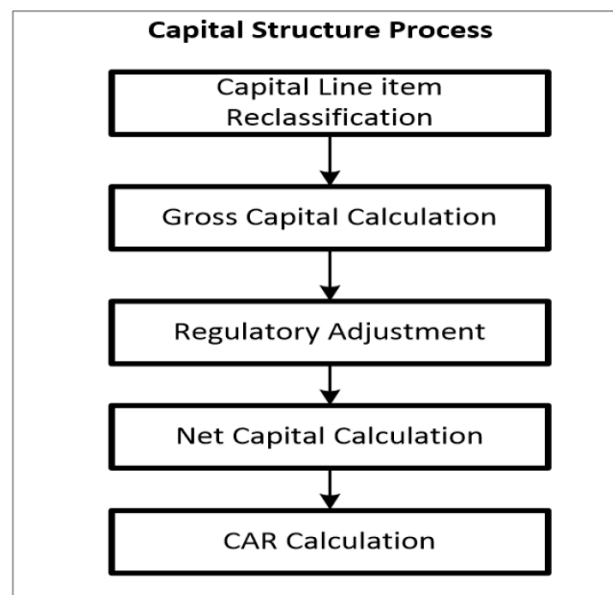 Capital Structure Process
Capital Line item
Reclassification
Gross Capital Calculation
Regulatory Adjustment
Net Capital Calculation
CAR Calculation